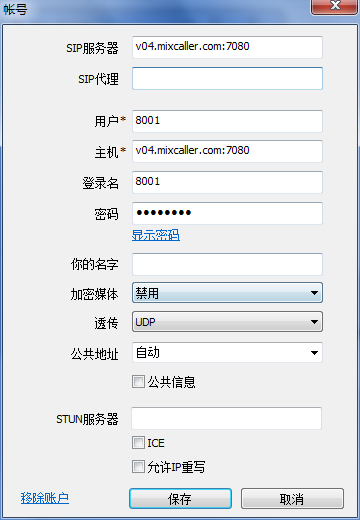 帐号
SIP服务器 v04.mixcaller.com:7080
SIP代理
用户* 8001
主机* v04.mixcaller.com:7080
登录名 8001
密码 ●●●●●●●●
显示密码
你的名字
加密媒体 禁用
透传 UDP
公共地址 自动
公共信息
STUN服务器
ICE
允许IP重写
移除账户 保存 取消